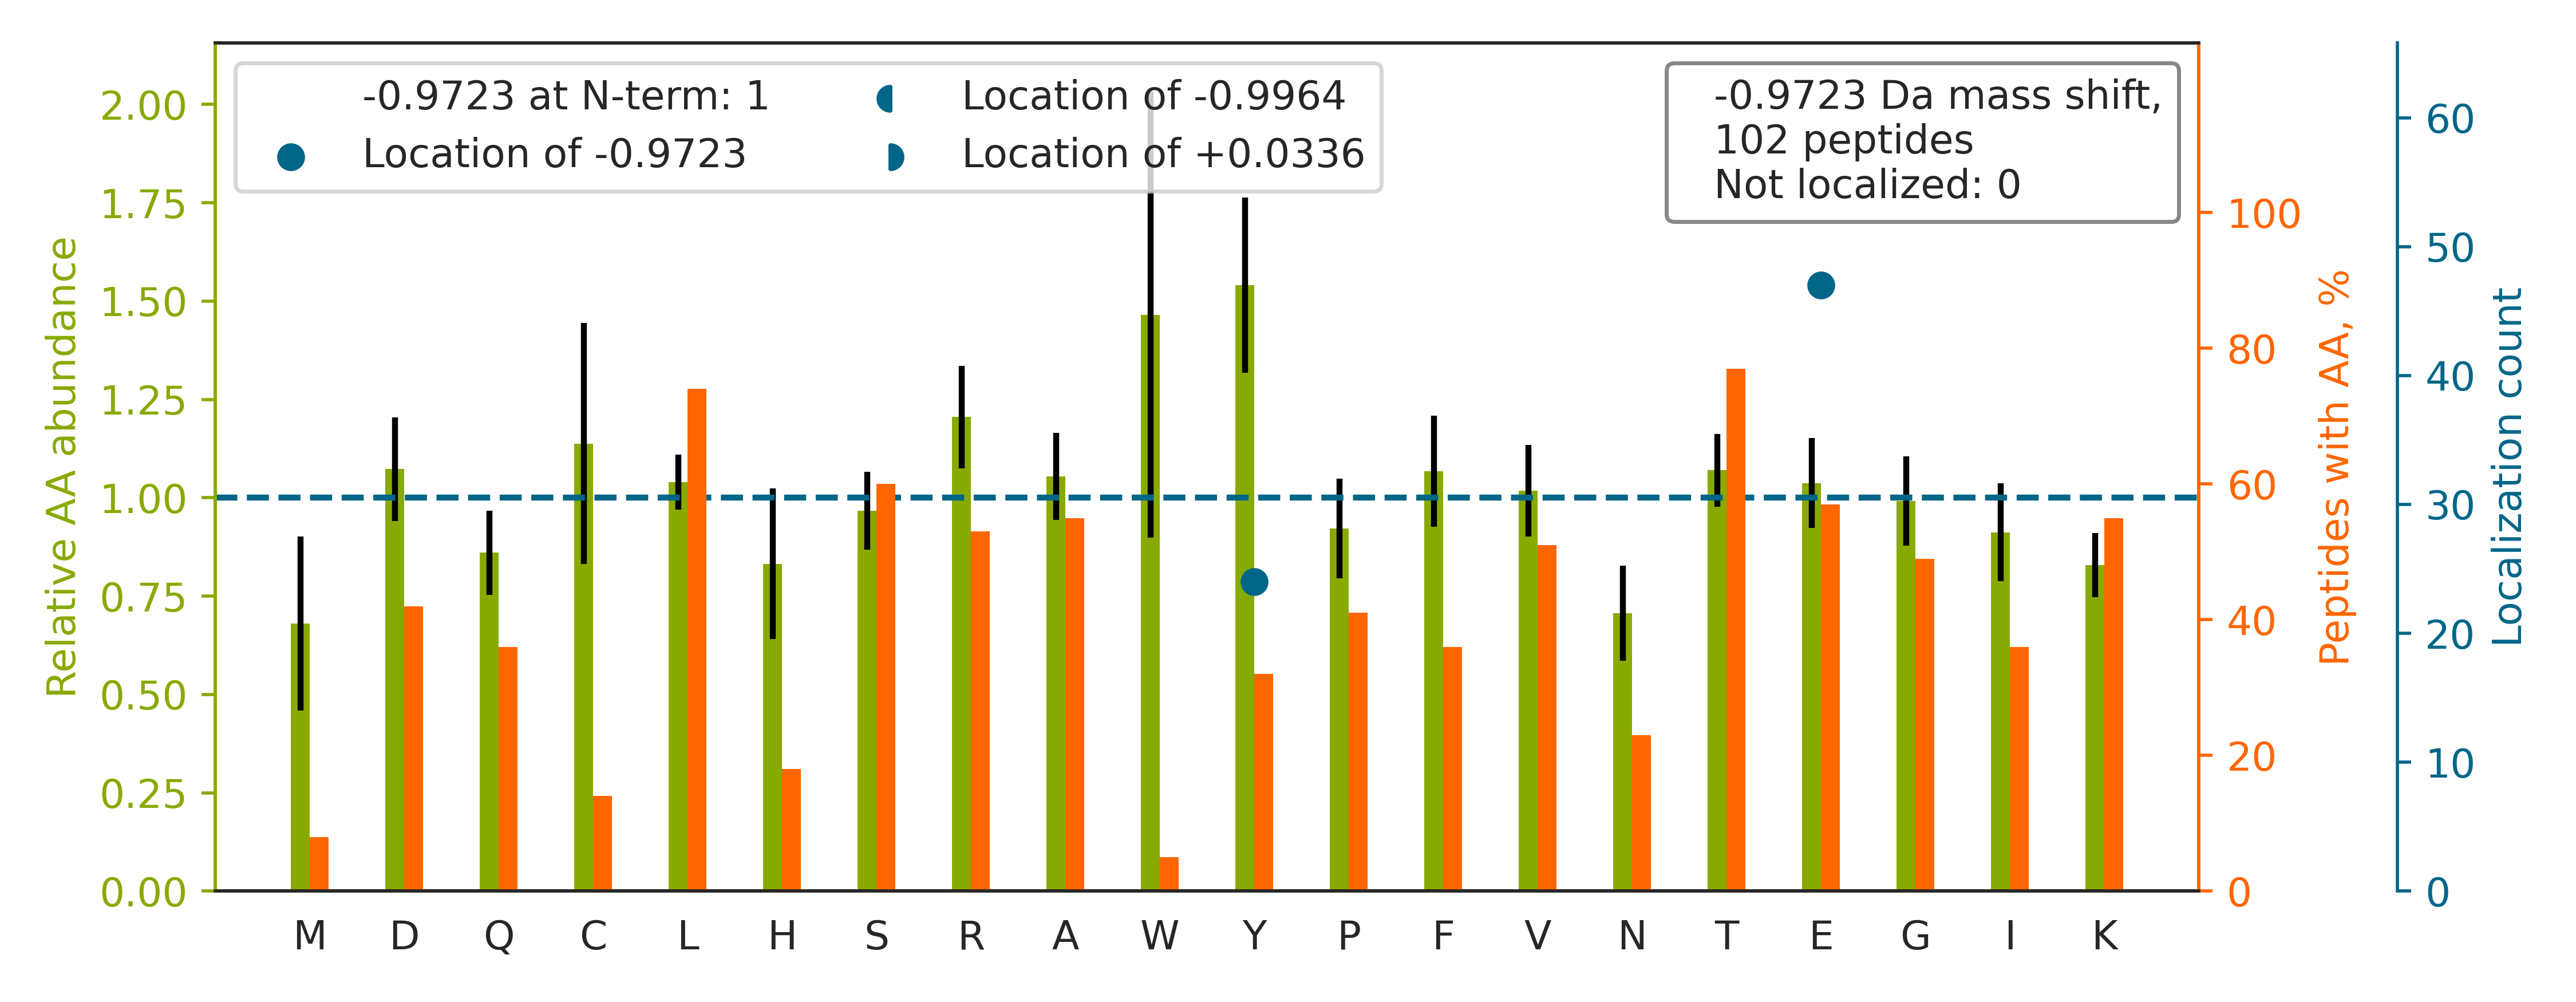 -0.9723 at N-term: 1
Location of -0.9723
Location of -0.9964
Location of +0.0336
-0.9723 Da mass shift,
102 peptides
Not localized: 0
Relative AA abundance
2.00
1.75
1.50
1.25
1.00
0.75
0.50
0.25
0.00
M D Q C L H S R A W Y P F V N T E G I K
100
80
60
40
20
0
Peptides with AA, %
60
50
40
30
20
10
0
Localization count